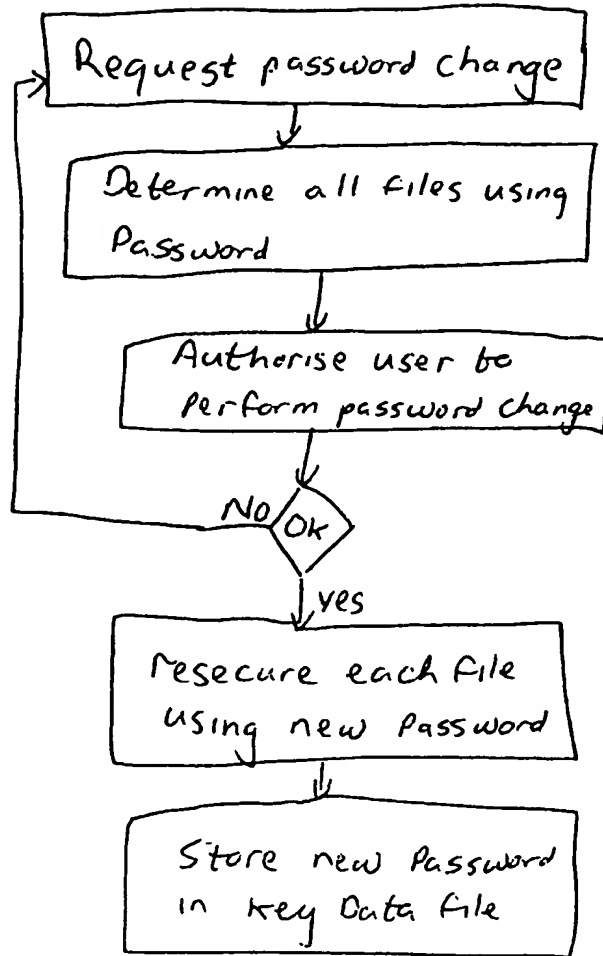 Request password change
Determine all files using
Password
Authorise user to
Perform password change
No
OK
yes
resecure each file
using new Password
Store new Password
in Key Data file